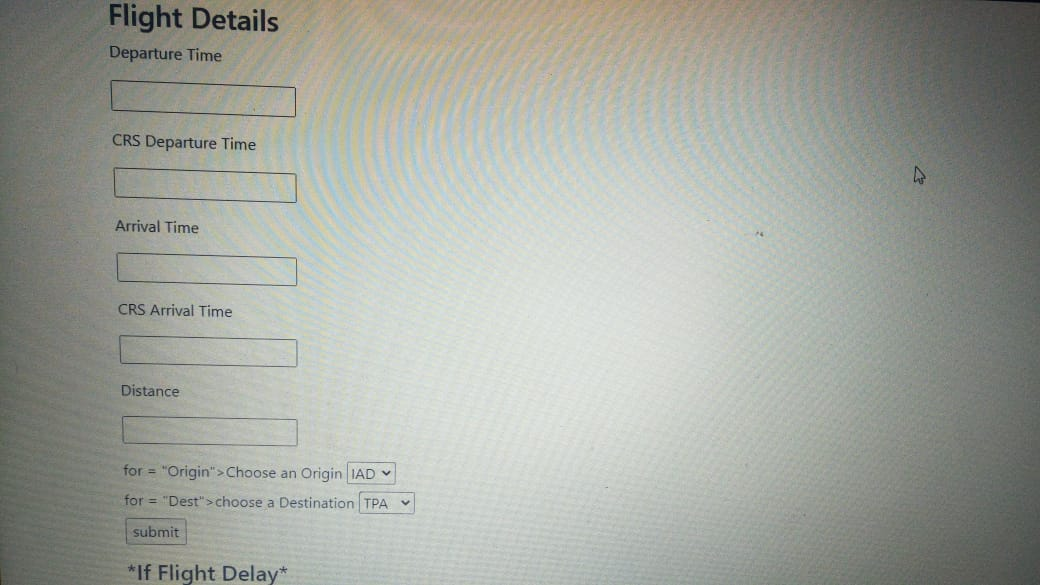 Flight Details
Departure Time
CRS Departure Time
Arrival Time
CRS Arrival Time
Distance
for = "Origin">Choose an Origin IAD
for = "Dest">choose a Destination TPA
submit
*If Flight Delay*